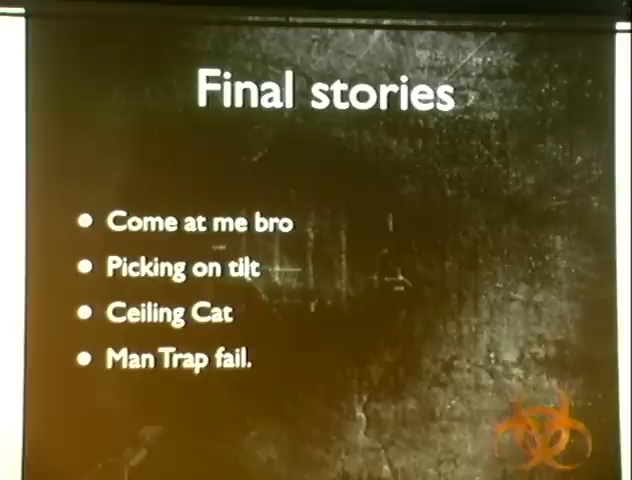 Final stories
Come at me bro
Picking on tilt
Ceiling Cat
Man Trap fail.